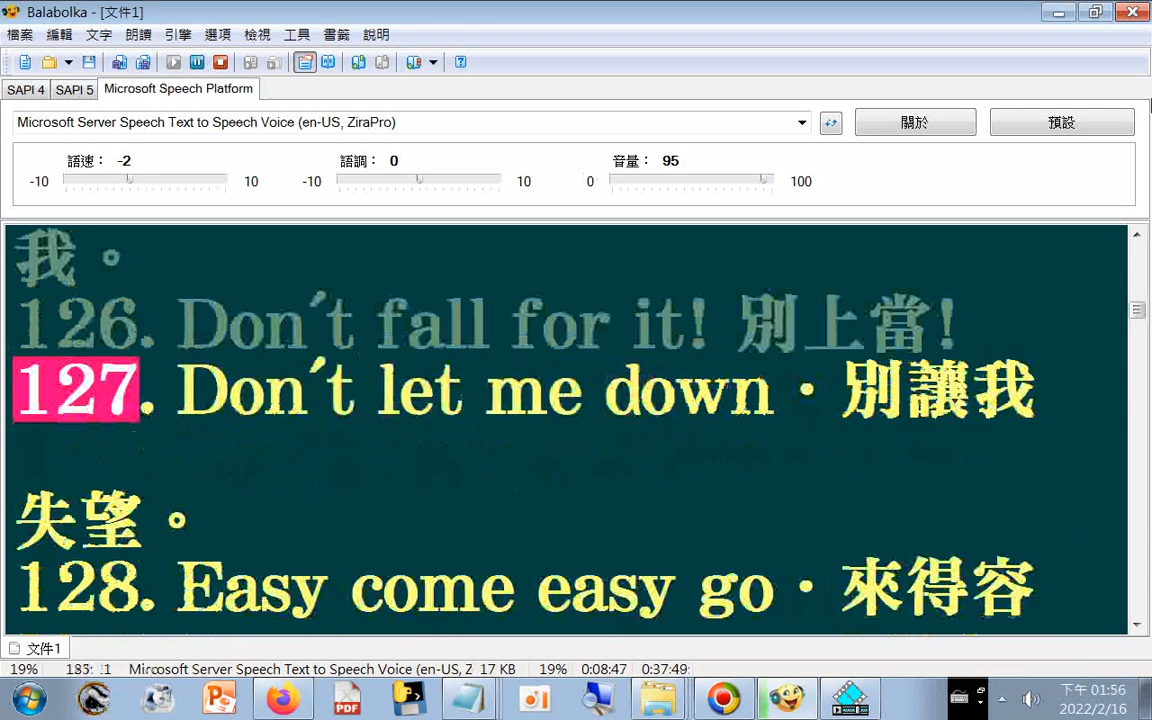 Balabolka - [文件1]
檔案 編輯 文字 朗讀 引擎 選項 檢視 工具 書籤 說明
SAPI 4 SAPI 5 Microsoft Speech Platform
Microsoft Server Speech Text to Speech Voice (en-US, ZiraPro) 關於 預設
語速： -2 語調： 0 音量： 95
-10 10 -10 10 0 100
我。
126. Don't fall for it! 別上當!
127. Don't let me down．別讓我
失望。
128. Easy come easy go．來得容
文件1
19% Microsoft Server Speech Text to Speech Voice (en-US, Z 17 KB 19% 0:08:47 0:37:49
下午 01:56
2022/2/16